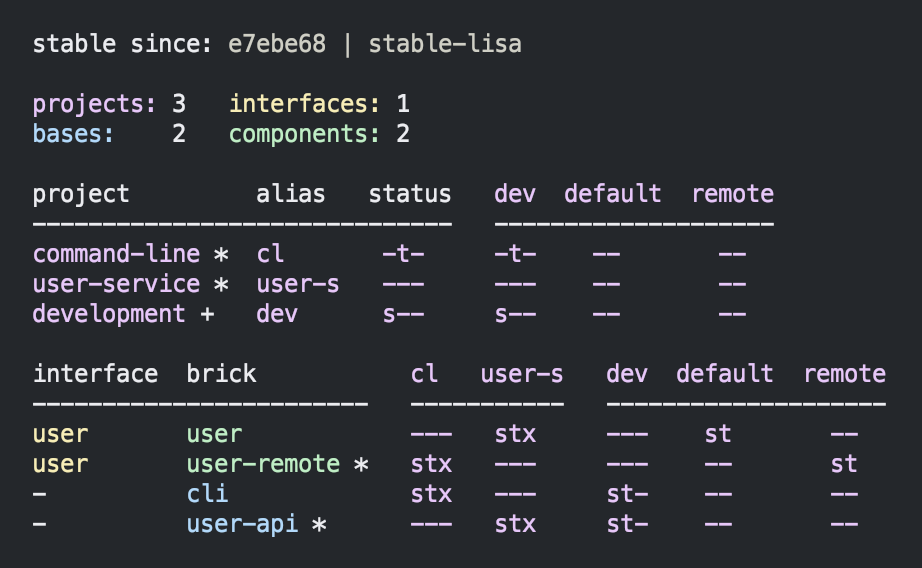 stable since: e7ebe68 | stable-lisa
projects: 3   interfaces: 1
bases:    2   components: 2
project         alias   status   dev  default  remote
------------------------------   --------------------
command-line *  cl       -t-     -t-    --       --
user-service *  user-s   ---     ---    --       --
development +   dev      s--     s--    --       --
interface  brick           cl   user-s   dev  default  remote
------------------------   -----------   --------------------
user       user            ---   stx     ---    st       --
user       user-remote *   stx   ---     ---    --       st
-          cli             stx   ---     st-    --       --
-          user-api *      ---   stx     st-    --       --